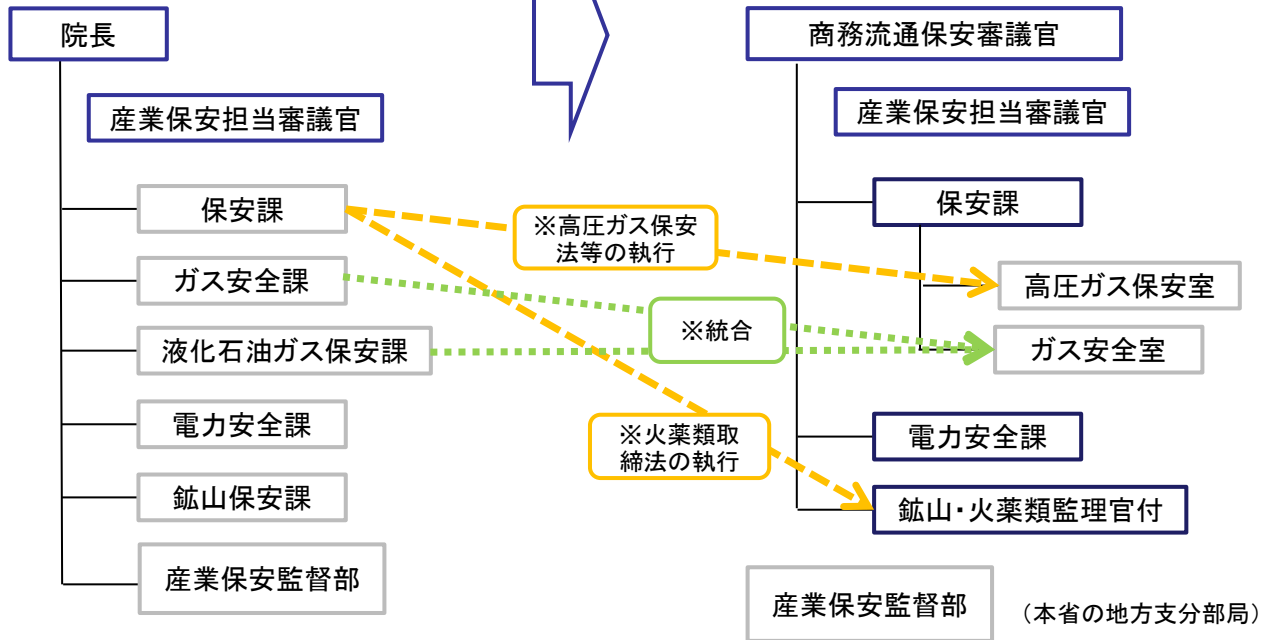 院長
産業保安担当審議官
保安課
ガス安全課
液化石油ガス保安課
電力安全課
鉱山保安課
産業保安監督部
※高圧ガス保安
法等の執行
※統合
※火薬類取
締法の執行
商務流通保安審議官
産業保安担当審議官
保安課
高圧ガス保安室
ガス安全室
電力安全課
鉱山・火薬類監理官付
産業保安監督部
（本省の地方支分部局）